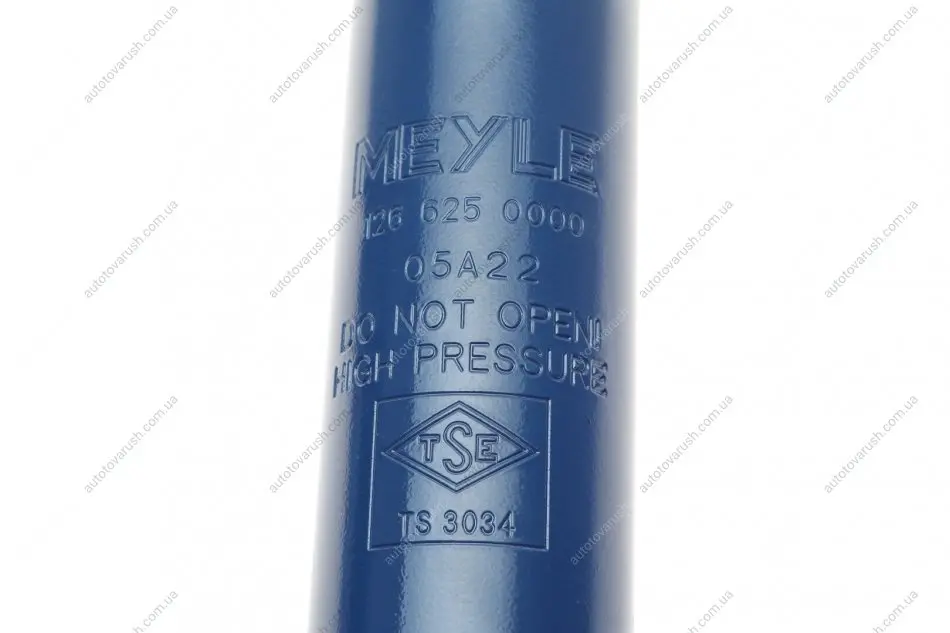 MEYLE
126 625 0000
05A22
DO NOT OPEN!
HIGH PRESSURE
TSE
TS 3034
autotovarush.com.ua